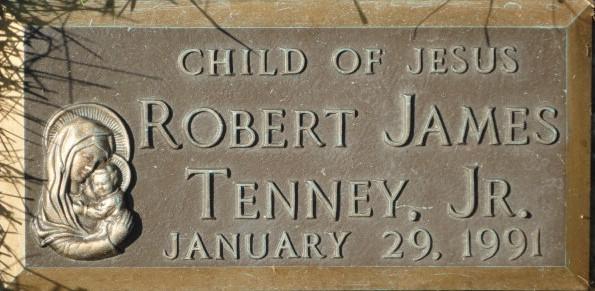 CHILD OF JESUS
ROBERT JAMES
TENNEY, JR.
JANUARY 29, 1991